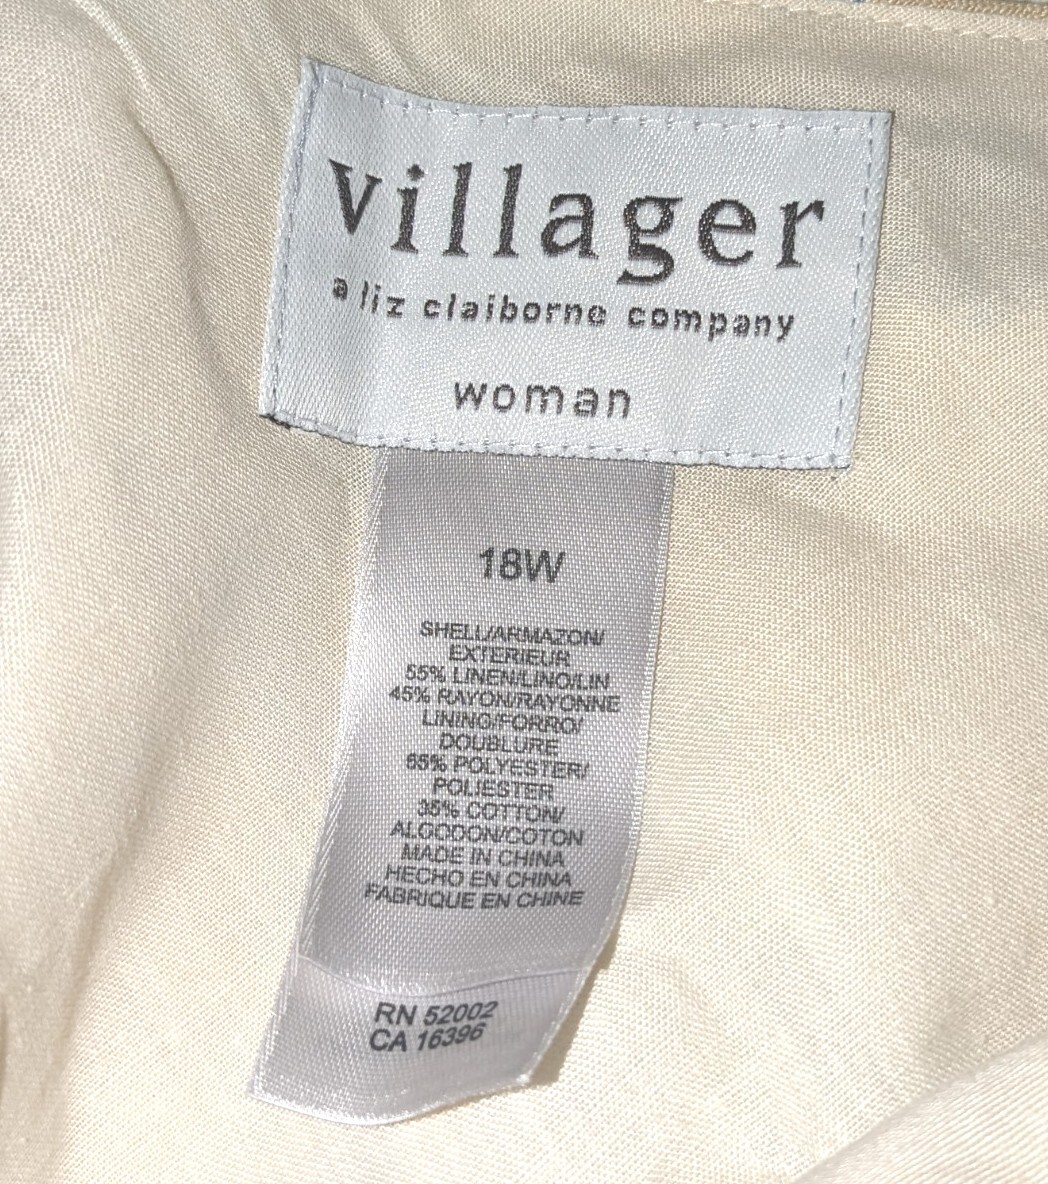 villager
a liz claiborne company
woman
18W
SHELL/ARMAZON/
EXTERIEUR
55% LINEN/LINO/LIN
45% RAYON/RAYONNE
LINING/FORRO/
DOUBLURE
65% POLYESTER/
POLIESTER
35% COTTON/
ALGODON/COTON
MADE IN CHINA
HECHO EN CHINA
FABRIQUE EN CHINE
RN 52002
CA 16396